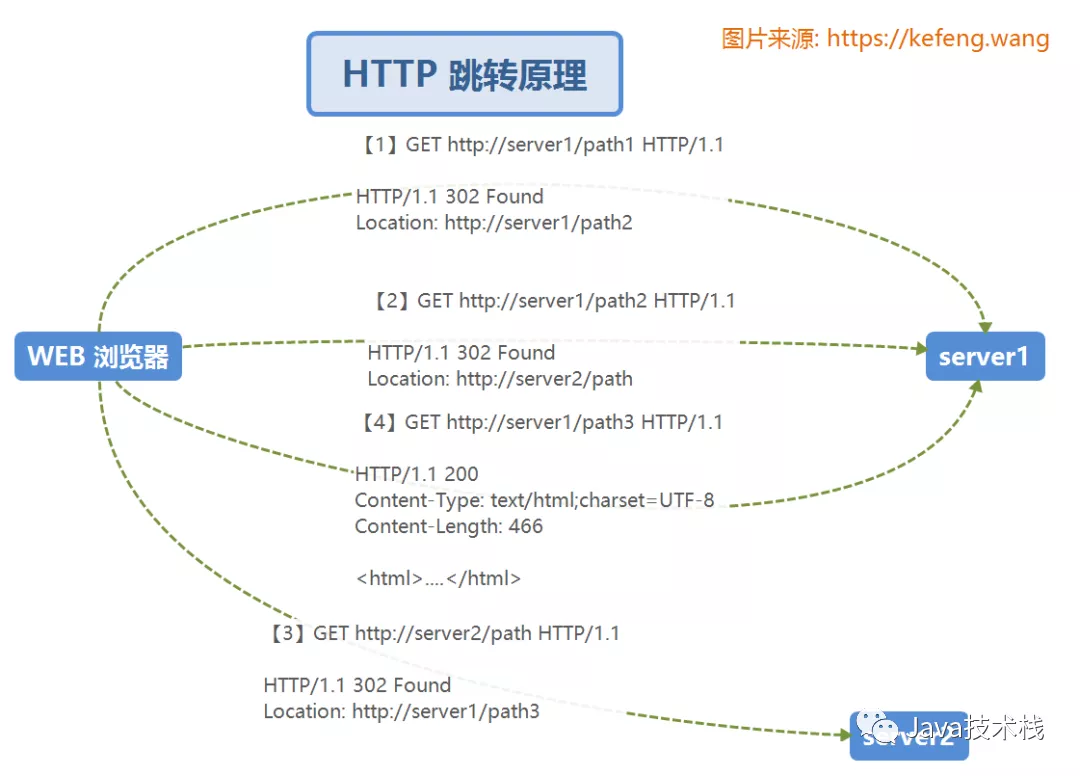 图片来源: https://kefeng.wang
HTTP 跳转原理
【1】GET http://server1/path1 HTTP/1.1
HTTP/1.1 302 Found
Location: http://server1/path2
【2】GET http://server1/path2 HTTP/1.1
HTTP/1.1 302 Found
Location: http://server2/path
WEB 浏览器
server1
【4】GET http://server1/path3 HTTP/1.1
HTTP/1.1 200
Content-Type: text/html;charset=UTF-8
Content-Length: 466
<html>....</html>
【3】GET http://server2/path HTTP/1.1
HTTP/1.1 302 Found
Location: http://server1/path3
server2
Java技术栈